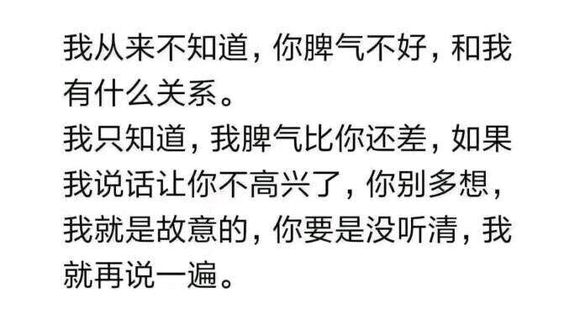 我从来不知道，你脾气不好，和我
有什么关系。
我只知道，我脾气比你还差，如果
我说话让你不高兴了，你别多想，
我就是故意的，你要是没听清，我
就再说一遍。